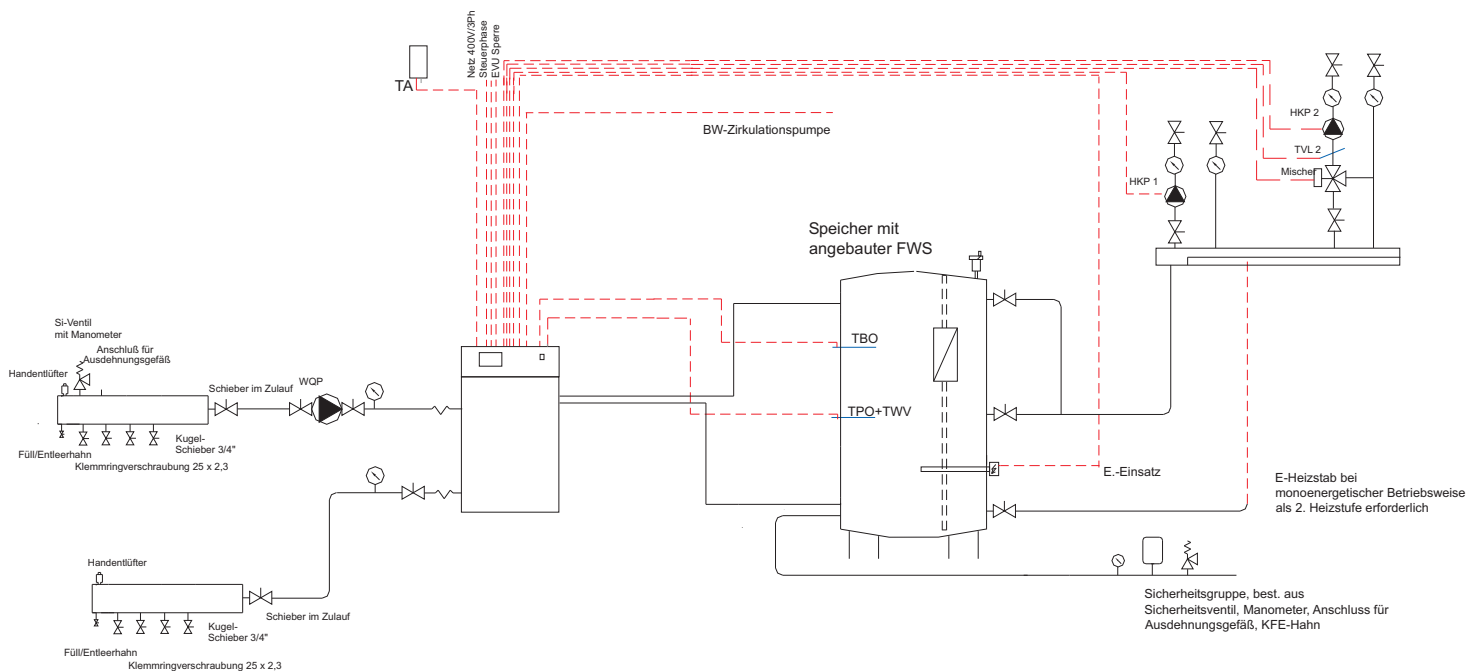 Netz 400V/3Ph
Steuerphase
EVU Sperre
TA
BW-Zirkulationspumpe
HKP 2
TVL 2
Mischer
HKP 1
Speicher mit
angebauter FWS
Si-Ventil
mit Manometer
Anschluß für
Ausdehnungsgefäß
Handentlüfter
Schieber im Zulauf
WQP
TBO
TPO+TWV
Kugel-
Schieber 3/4"
Füll/Entleerhahn
Klemmringverschraubung 25 x 2,3
E.-Einsatz
E-Heizstab bei
monoenergetischer Betriebsweise
als 2. Heizstufe erforderlich
Handentlüfter
Schieber im Zulauf
Kugel-
Schieber 3/4"
Füll/Entleerhahn
Klemmringverschraubung 25 x 2,3
Sicherheitsgruppe, best. aus
Sicherheitsventil, Manometer, Anschluss für
Ausdehnungsgefäß, KFE-Hahn